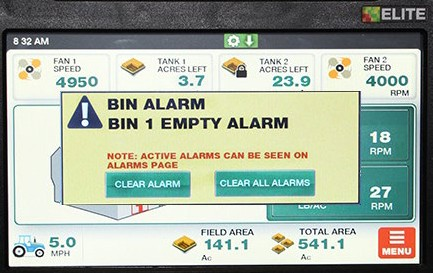 ELITE
8:32 AM
FAN 1
SPEED
4950
TANK 1
ACRES LEFT
3.7
TANK 2
ACRES LEFT
23.9
FAN 2
SPEED
4000
RPM
BIN ALARM
BIN 1 EMPTY ALARM
NOTE: ACTIVE ALARMS CAN BE SEEN ON
ALARMS PAGE
CLEAR ALARM
CLEAR ALL ALARMS
18
RPM
27
LB/AC
RPM
5.0
MPH
FIELD AREA
141.1
Ac
TOTAL AREA
541.1
Ac
MENU